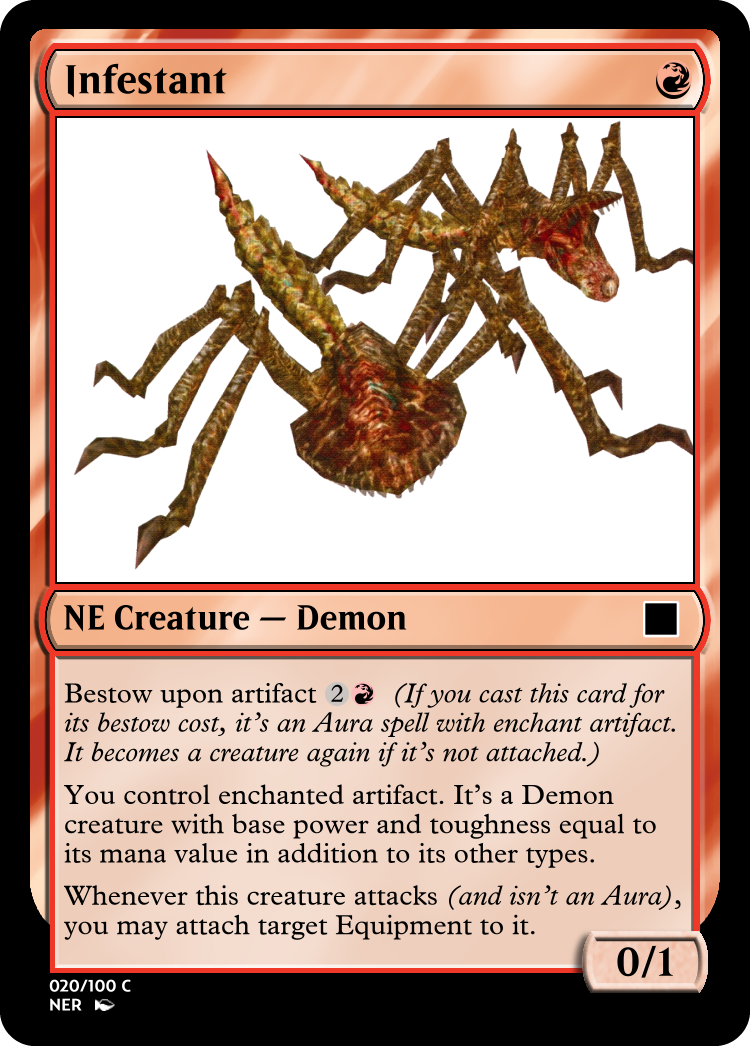 Infestant
NE Creature — Demon
Bestow upon artifact 2 (If you cast this card for
its bestow cost, it's an Aura spell with enchant artifact.
It becomes a creature again if it's not attached.)
You control enchanted artifact. It's a Demon
creature with base power and toughness equal to
its mana value in addition to its other types.
Whenever this creature attacks (and isn't an Aura),
you may attach target Equipment to it.
0/1
020/100 C
NER